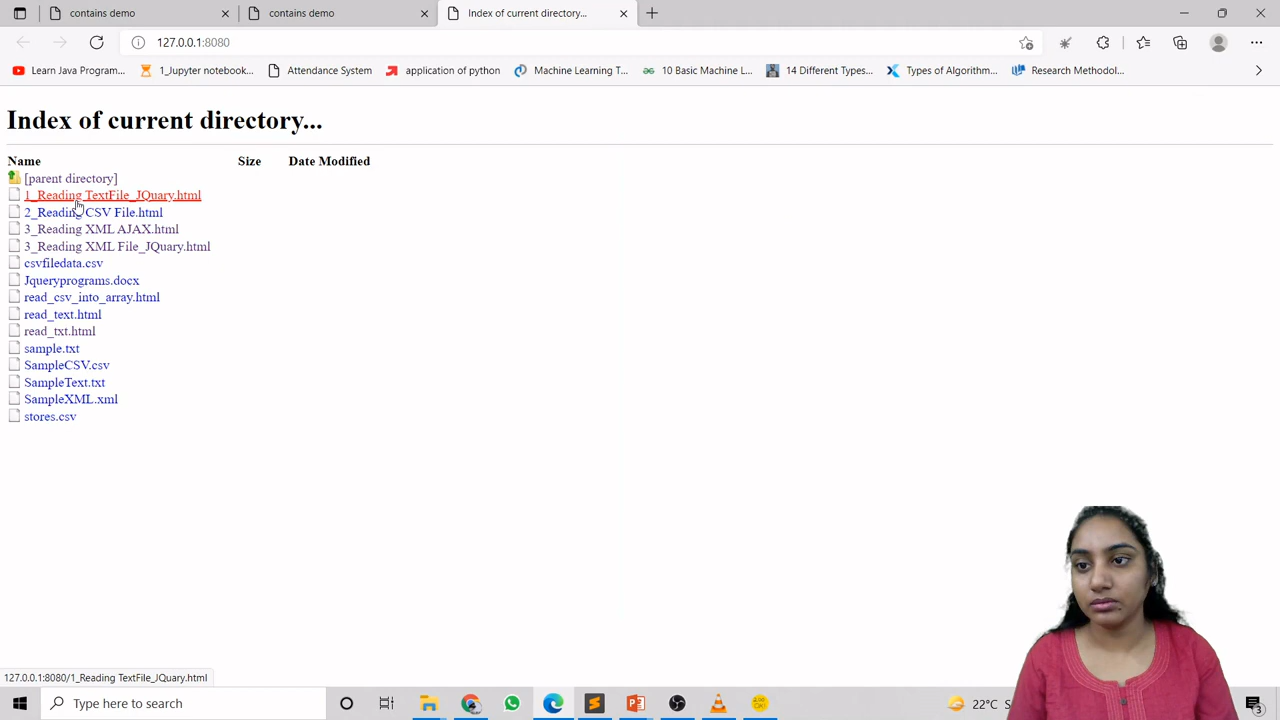 contains demo
contains demo
Index of current directory...
127.0.0.1:8080
Learn Java Program...
1_Jupyter notebook...
Attendance System
application of python
Machine Learning T...
10 Basic Machine L...
14 Different Types...
Types of Algorithm...
Research Methodol...
Index of current directory...
Name Size Date Modified
[parent directory]
1_Reading TextFile_JQuary.html
2_Reading CSV File.html
3_Reading XML AJAX.html
3_Reading XML File_JQuary.html
csvfiledata.csv
Jqueryprograms.docx
read_csv_into_array.html
read_text.html
read_txt.html
sample.txt
SampleCSV.csv
SampleText.txt
SampleXML.xml
stores.csv
127.0.0.1:8080/1_Reading TextFile_JQuary.html
Type here to search
22°C S
3